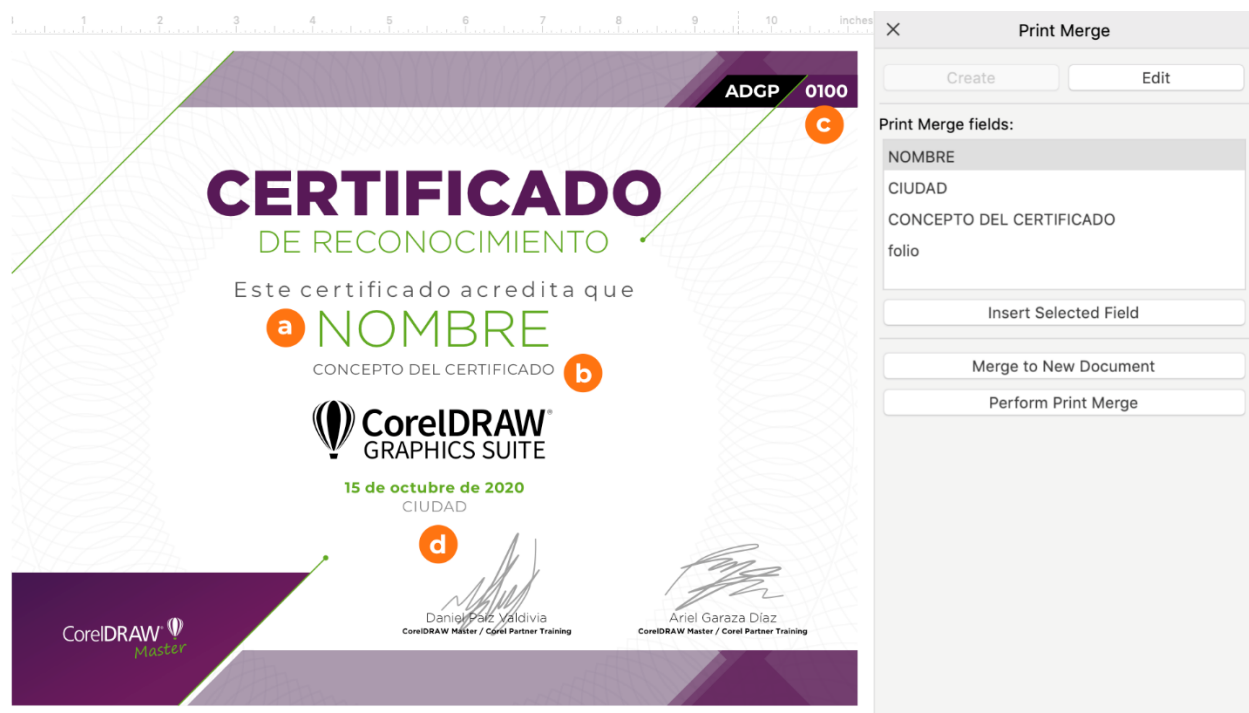 1 2 3 4 5 6 7 8 9 10 inches
Print Merge
Create Edit
Print Merge fields:
NOMBRE
CIUDAD
CONCEPTO DEL CERTIFICADO
folio
Insert Selected Field
Merge to New Document
Perform Print Merge
ADGP 0100
c
CERTIFICADO
DE RECONOCIMIENTO
Este certificado acredita que
a NOMBRE
CONCEPTO DEL CERTIFICADO b
CorelDRAW®
GRAPHICS SUITE
15 de octubre de 2020
CIUDAD
d
Daniel Paíz Valdivia
CorelDRAW Master / Corel Partner Training
Ariel Garaza Díaz
CorelDRAW Master / Corel Partner Training
CorelDRAW®
Master